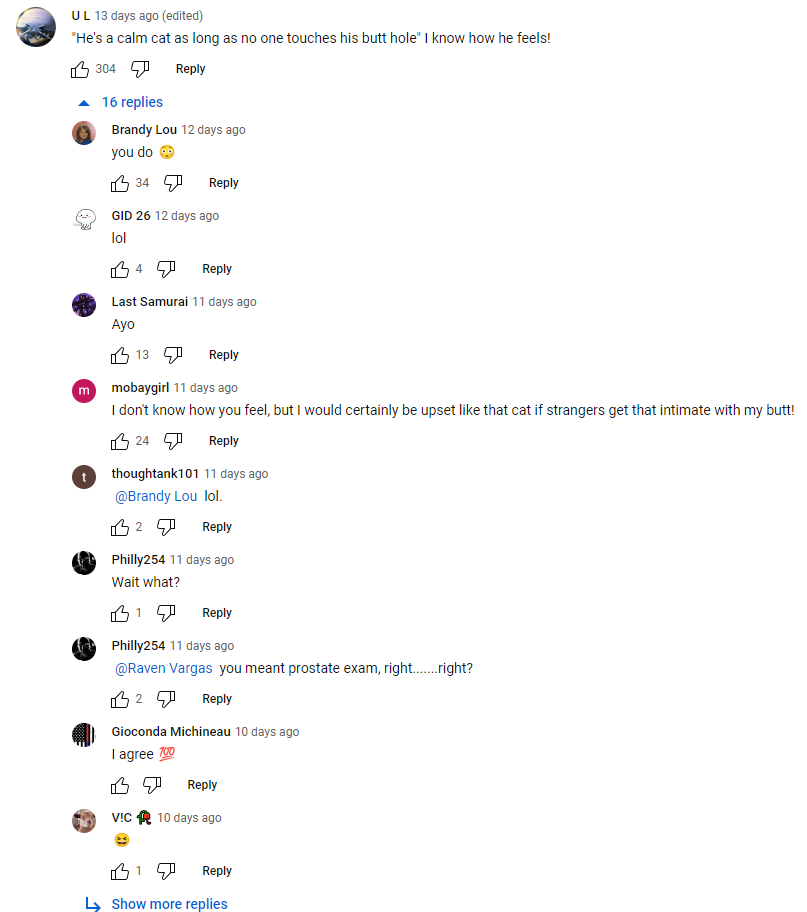 U L 13 days ago (edited)
"He's a calm cat as long as no one touches his butt hole" I know how he feels!
304 Reply
16 replies
Brandy Lou 12 days ago
you do 😳
34 Reply
GID 26 12 days ago
lol
4 Reply
Last Samurai 11 days ago
Ayo
13 Reply
m
mobaygirl 11 days ago
I don't know how you feel, but I would certainly be upset like that cat if strangers get that intimate with my butt!
24 Reply
t
thoughtank101 11 days ago
@Brandy Lou lol.
2 Reply
Philly254 11 days ago
Wait what?
1 Reply
Philly254 11 days ago
@Raven Vargas you meant prostate exam, right.......right?
2 Reply
Gioconda Michineau 10 days ago
I agree 💯
Reply
V!C 10 days ago
😆
1 Reply
Show more replies